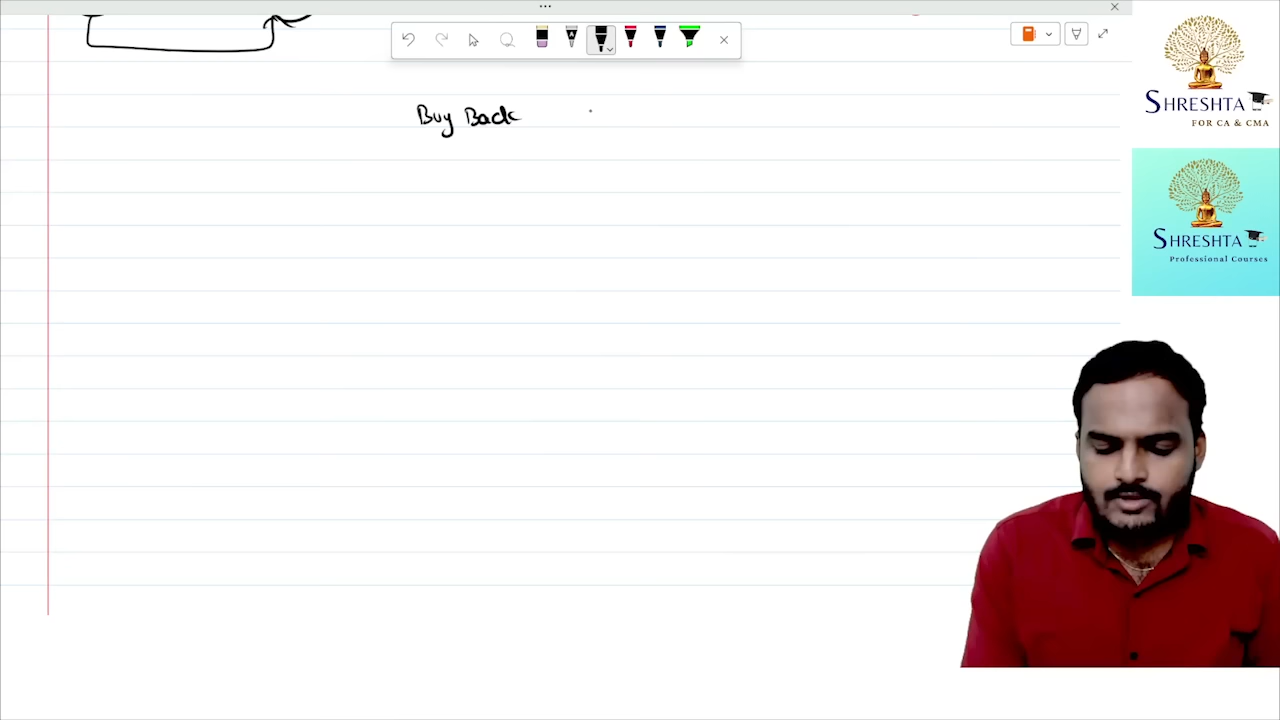 Buy Back
SHRESHTA
FOR CA & CMA
SHRESHTA
Professional Courses